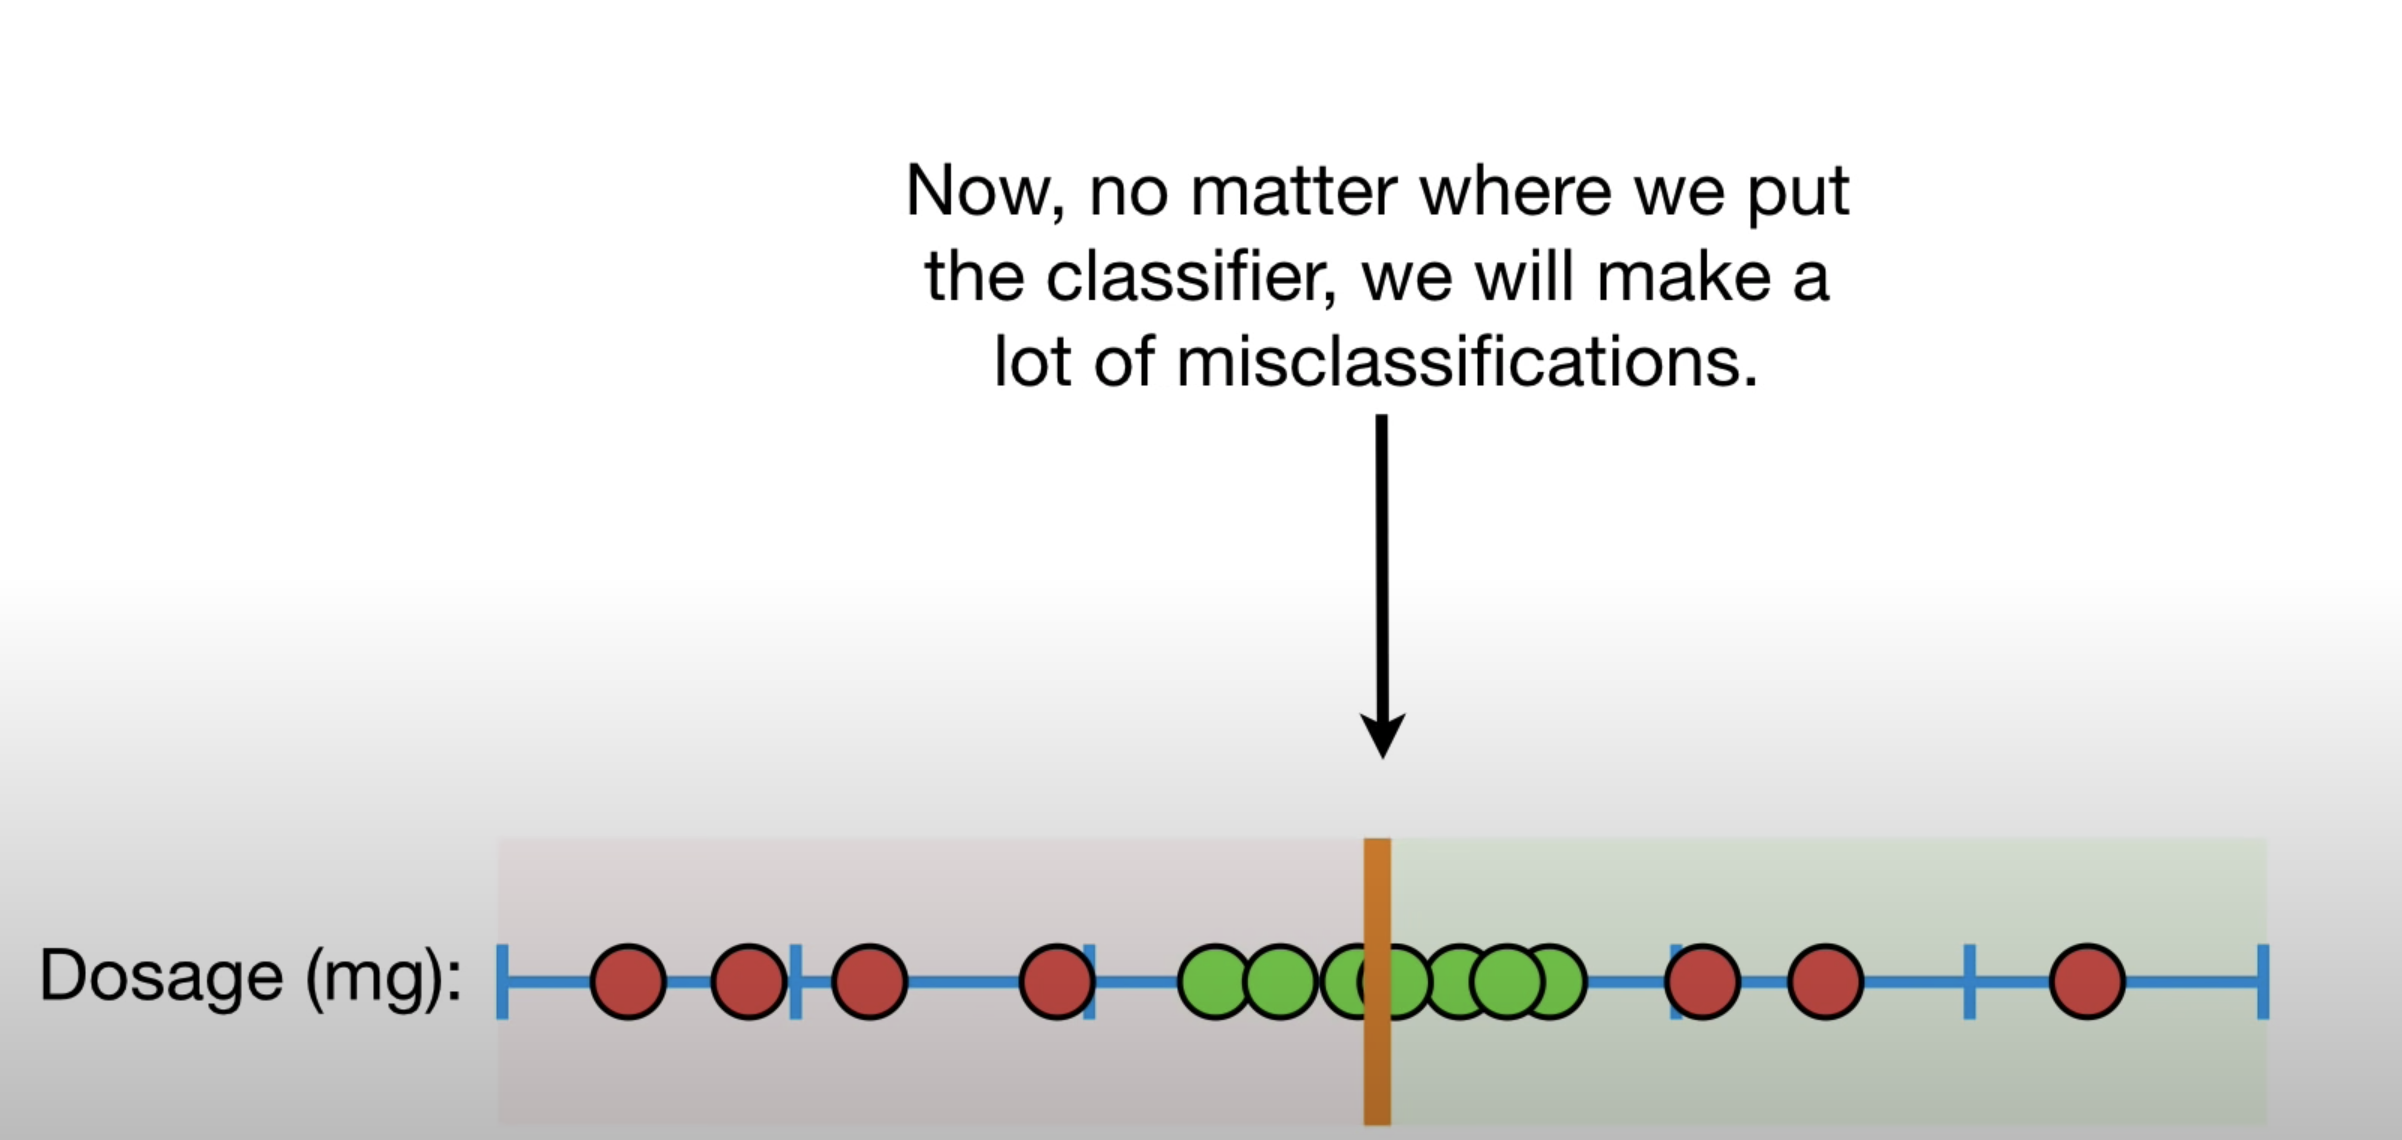 Now, no matter where we put
the classifier, we will make a
lot of misclassifications.
Dosage (mg):